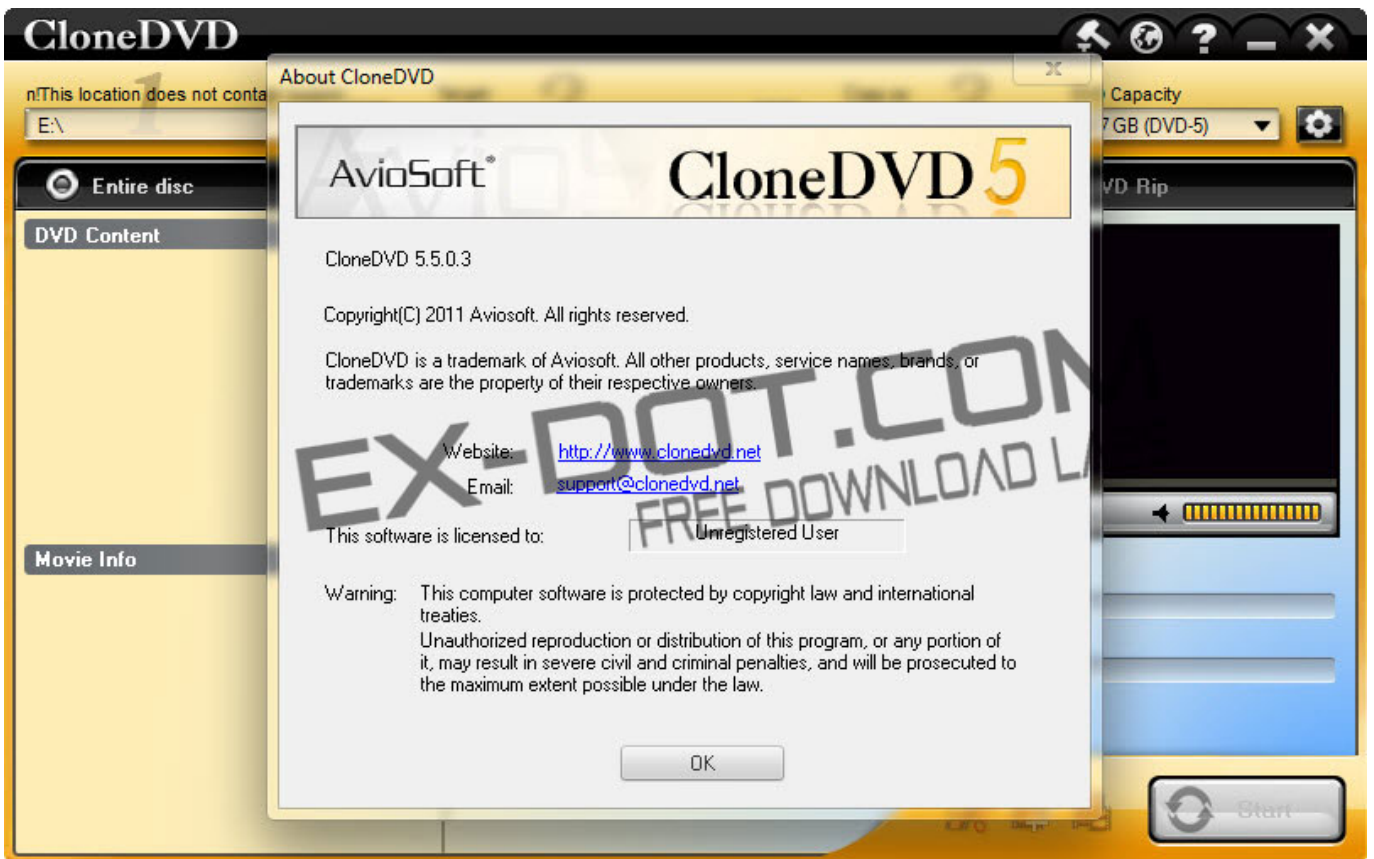 CloneDVD
About CloneDVD
n!This location does not conta
Capacity
E:\
7 GB (DVD-5)
AvioSoft®
CloneDVD 5
Entire disc
VD Rip
DVD Content
CloneDVD 5.5.0.3
Copyright(C) 2011 Aviosoft. All rights reserved.
CloneDVD is a trademark of Aviosoft. All other products, service names, brands, or
trademarks are the property of their respective owners.
EX-DOT.COM
FREE DOWNLOAD LA
Website: http://www.clonedvd.net
Email: support@clonedvd.net
This software is licensed to: Unregistered User
Movie Info
Warning: This computer software is protected by copyright law and international
treaties.
Unauthorized reproduction or distribution of this program, or any portion of
it, may result in severe civil and criminal penalties, and will be prosecuted to
the maximum extent possible under the law.
OK
Start